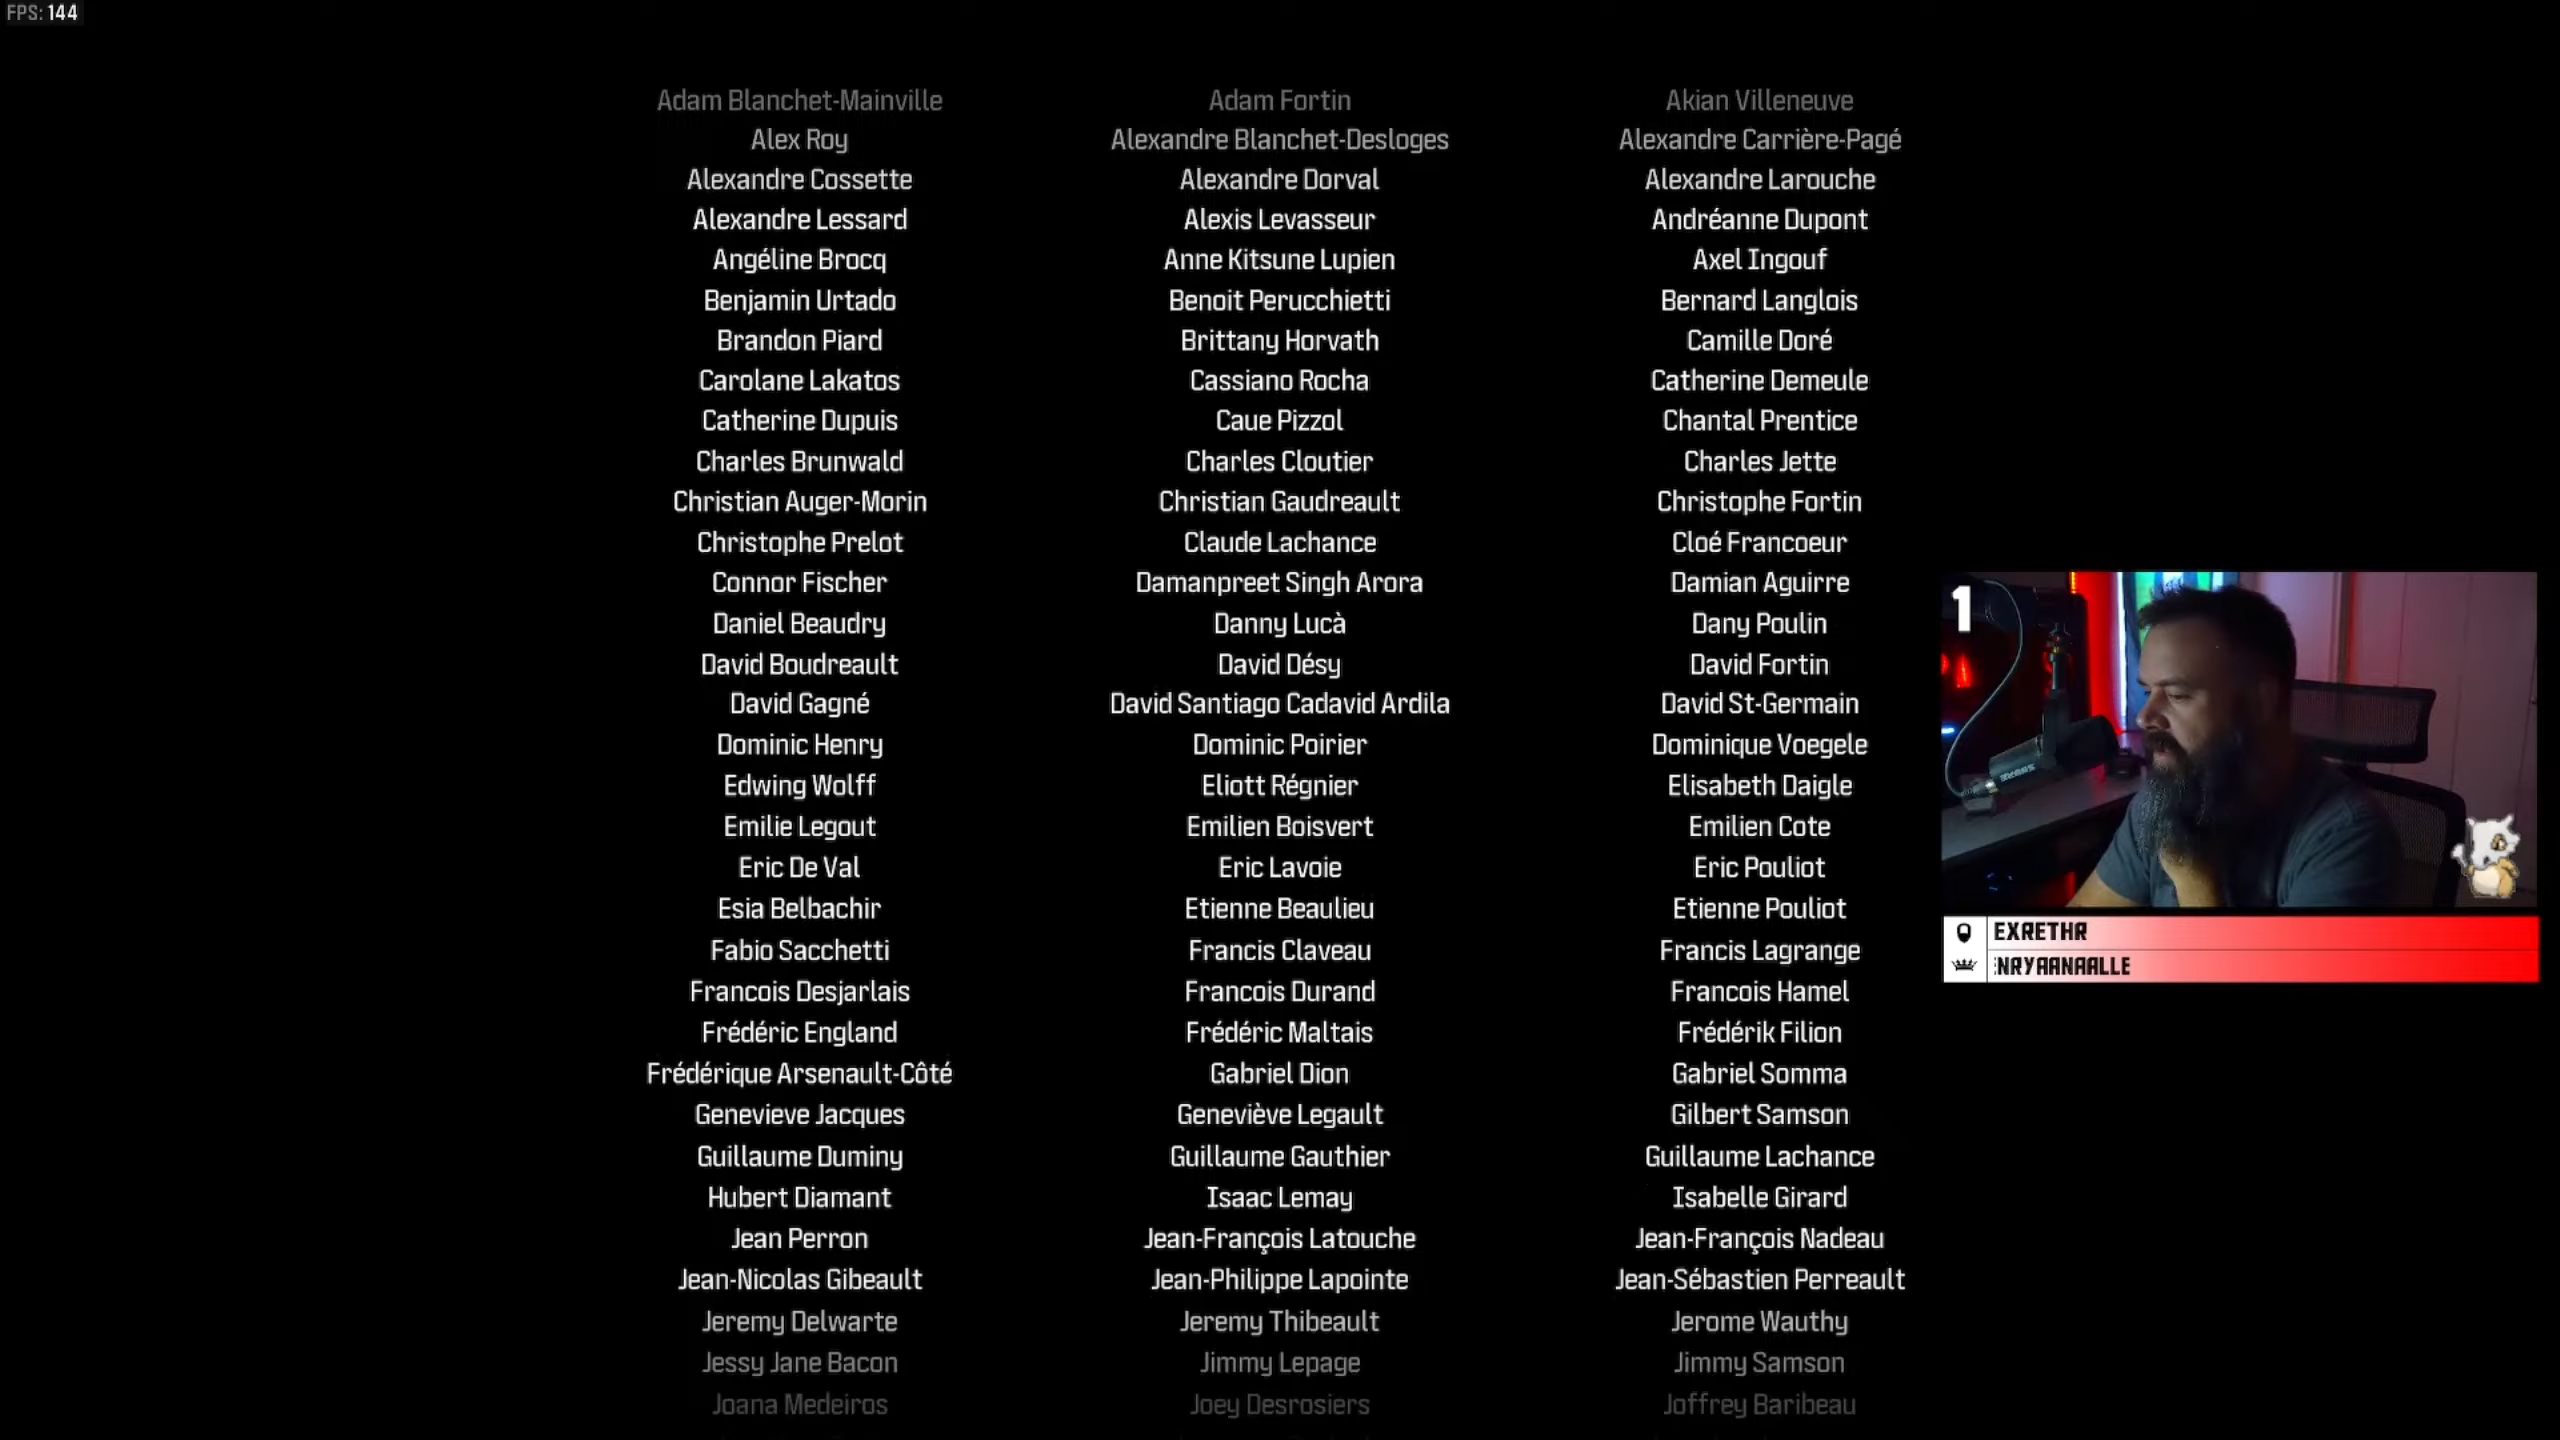 FPS: 144
Adam Blanchet-Mainville Adam Fortin Akian Villeneuve
Alex Roy Alexandre Blanchet-Desloges Alexandre Carrière-Pagé
Alexandre Cossette Alexandre Dorval Alexandre Larouche
Alexandre Lessard Alexis Levasseur Andréanne Dupont
Angéline Brocq Anne Kitsune Lupien Axel Ingouf
Benjamin Urtado Benoit Perucchietti Bernard Langlois
Brandon Piard Brittany Horvath Camille Doré
Carolane Lakatos Cassiano Rocha Catherine Demeule
Catherine Dupuis Caue Pizzol Chantal Prentice
Charles Brunwald Charles Cloutier Charles Jette
Christian Auger-Morin Christian Gaudreault Christophe Fortin
Christophe Prelot Claude Lachance Cloé Francoeur
Connor Fischer Damanpreet Singh Arora Damian Aguirre
Daniel Beaudry Danny Lucà Dany Poulin
David Boudreault David Désy David Fortin
David Gagné David Santiago Cadavid Ardila David St-Germain
Dominic Henry Dominic Poirier Dominique Voegele
Edwing Wolff Eliott Régnier Elisabeth Daigle
Emilie Legout Emilien Boisvert Emilien Cote
Eric De Val Eric Lavoie Eric Pouliot
Esia Belbachir Etienne Beaulieu Etienne Pouliot
Fabio Sacchetti Francis Claveau Francis Lagrange
Francois Desjarlais Francois Durand Francois Hamel
Frédéric England Frédéric Maltais Frédérik Filion
Frédérique Arsenault-Côté Gabriel Dion Gabriel Somma
Genevieve Jacques Geneviève Legault Gilbert Samson
Guillaume Duminy Guillaume Gauthier Guillaume Lachance
Hubert Diamant Isaac Lemay Isabelle Girard
Jean Perron Jean-François Latouche Jean-François Nadeau
Jean-Nicolas Gibeault Jean-Philippe Lapointe Jean-Sébastien Perreault
Jeremy Delwarte Jeremy Thibeault Jerome Wauthy
Jessy Jane Bacon Jimmy Lepage Jimmy Samson
Joana Medeiros Joey Desrosiers Joffrey Baribeau
1
EXRETHR
NRYAANAALLE